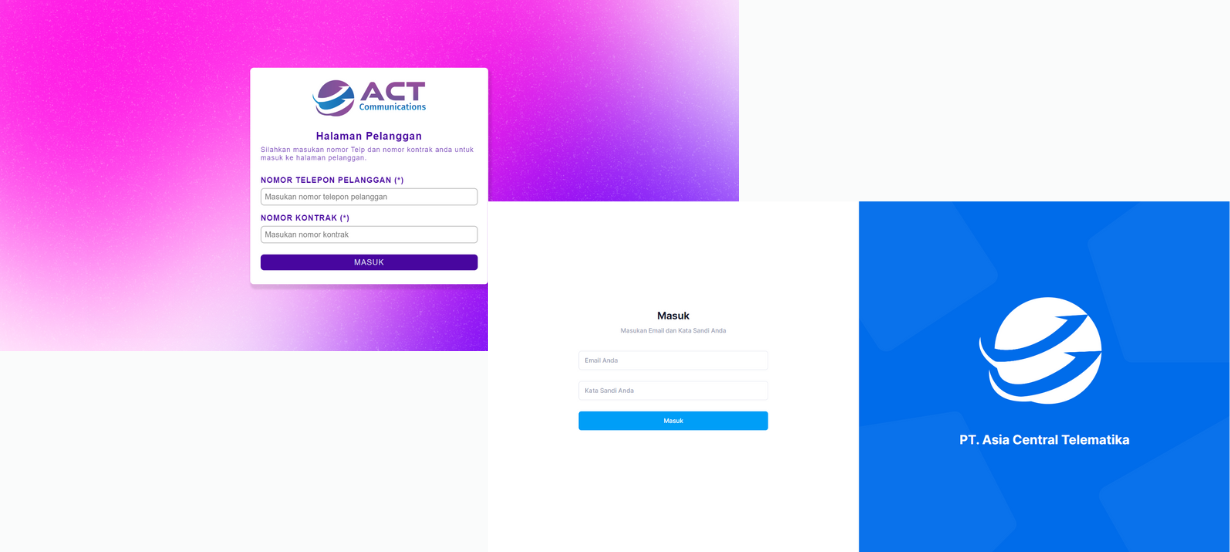 ACT
Communications
Halaman Pelanggan
Silahkan masukan nomor Telp dan nomor kontrak anda untuk
masuk ke halaman pelanggan.
NOMOR TELEPON PELANGGAN (*)
Masukan nomor telepon pelanggan
NOMOR KONTRAK (*)
Masukan nomor kontrak
MASUK
Masuk
Masukan Email dan Kata Sandi Anda
Email Anda
Kata Sandi Anda
Masuk
PT. Asia Central Telematika